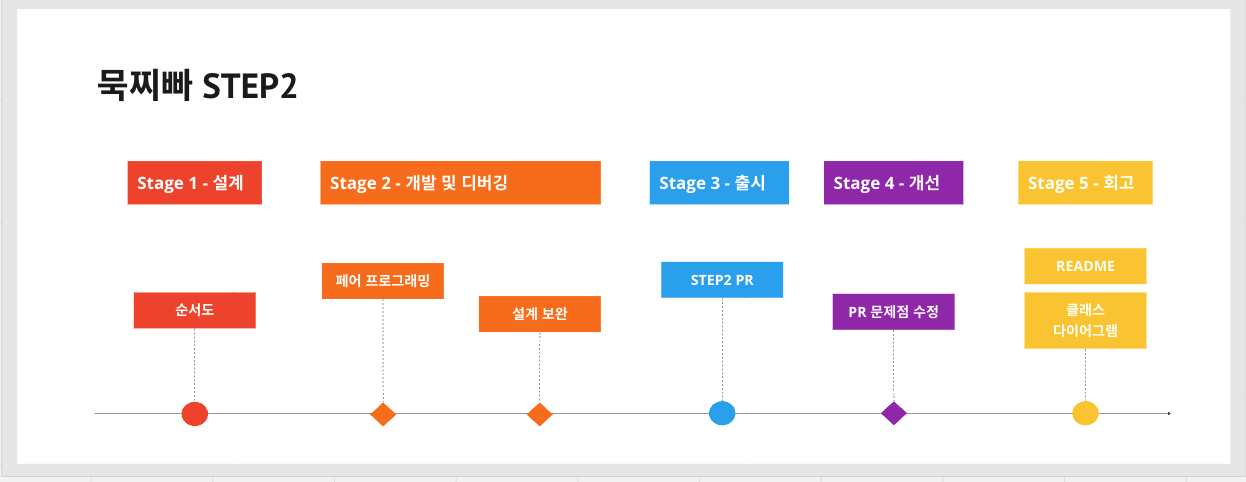 묵찌빠 STEP2
Stage 1 - 설계
Stage 2 - 개발 및 디버깅
Stage 3 - 출시
Stage 4 - 개선
Stage 5 - 회고
순서도
페어 프로그래밍
설계 보완
STEP2 PR
PR 문제점 수정
README
클래스
다이어그램